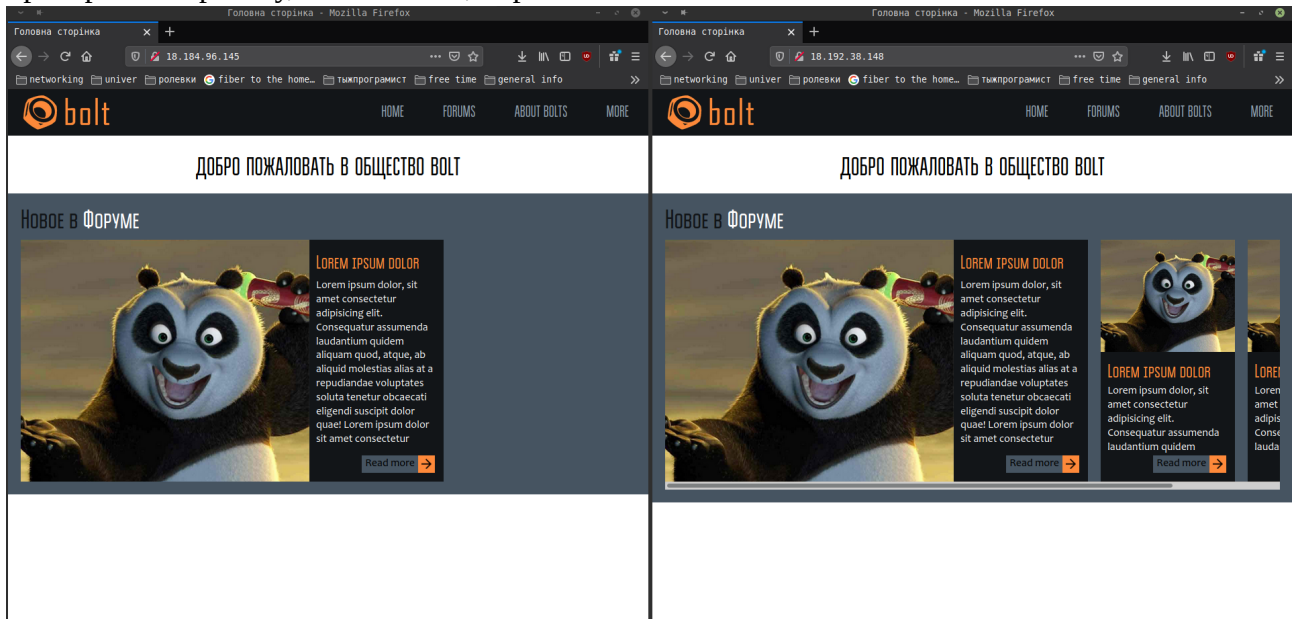 Головна сторінка - Mozilla Firefox
Головна сторінка × +
18.184.96.145
networking univer ролевки fiber to the home… тыжпрограмист free time general info »
bolt HOME FORUMS ABOUT BOLTS MORE
ДОБРО ПОЖАЛОВАТЬ В ОБЩЕСТВО BOLT
Новое в Форуме
Lorem ipsum dolor
Lorem ipsum dolor, sit
amet consectetur
adipisicing elit.
Consequatur assumenda
laudantium quidem
aliquam quod, atque, ab
aliquid molestias alias at a
repudiandae voluptates
soluta tenetur obcaecati
eligendi suscipit dolor
quae! Lorem ipsum dolor
sit amet consectetur
Read more →
Головна сторінка - Mozilla Firefox
Головна сторінка × +
18.192.38.148
networking univer ролевки fiber to the home… тыжпрограмист free time general info »
bolt HOME FORUMS ABOUT BOLTS MORE
ДОБРО ПОЖАЛОВАТЬ В ОБЩЕСТВО BOLT
Новое в Форуме
Lorem ipsum dolor
Lorem ipsum dolor, sit
amet consectetur
adipisicing elit.
Consequatur assumenda
laudantium quidem
aliquam quod, atque, ab
aliquid molestias alias at a
repudiandae voluptates
soluta tenetur obcaecati
eligendi suscipit dolor
quae! Lorem ipsum dolor
sit amet consectetur
Read more →
Lorem ipsum dolor
Lorem ipsum dolor, sit
amet consectetur
adipisicing elit.
Consequatur assumenda
laudantium quidem
Read more →
Lore
Loren
amet
adipis
Conse
lauda